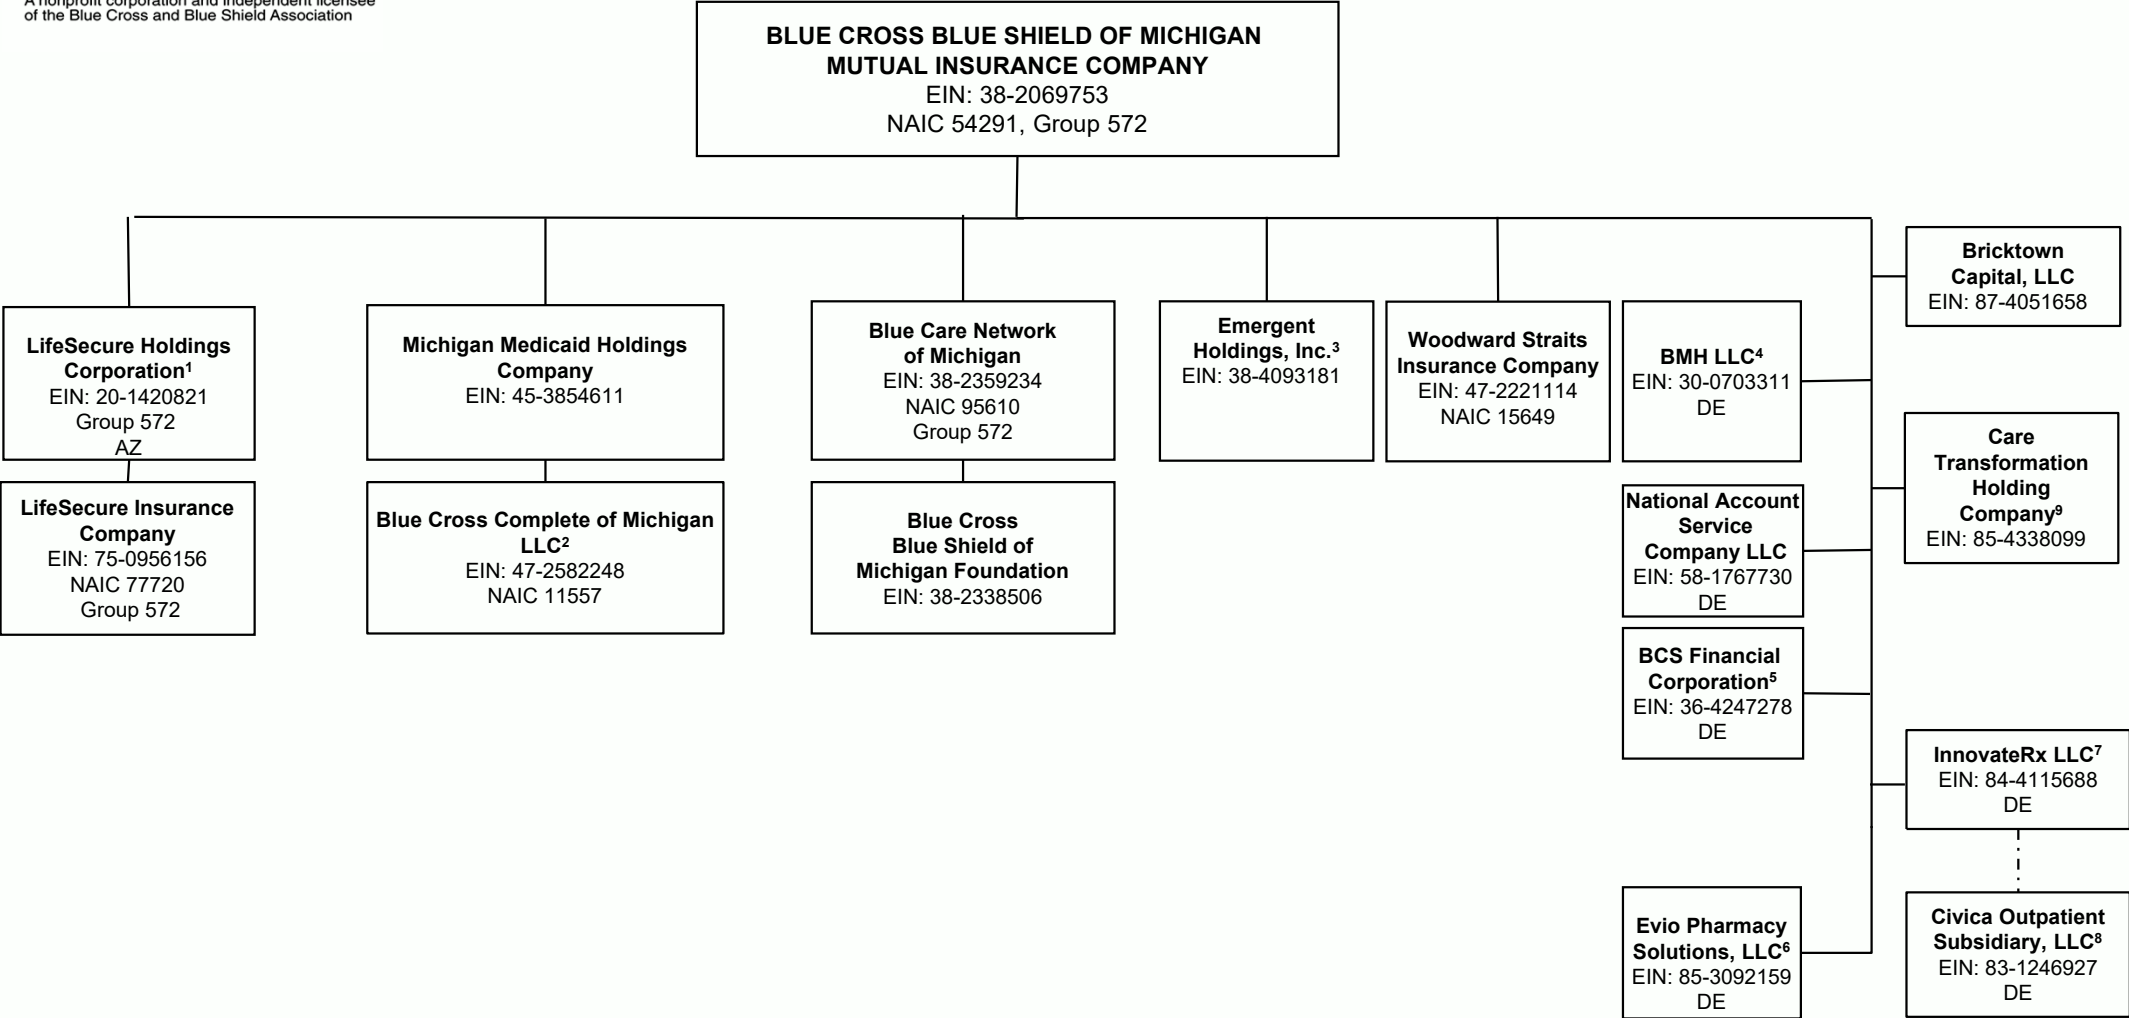 A nonprofit corporation and independent licensee
of the Blue Cross and Blue Shield Association
BLUE CROSS BLUE SHIELD OF MICHIGAN
MUTUAL INSURANCE COMPANY
EIN: 38-2069753
NAIC 54291, Group 572
LifeSecure Holdings
Corporation¹
EIN: 20-1420821
Group 572
AZ
LifeSecure Insurance
Company
EIN: 75-0956156
NAIC 77720
Group 572
Michigan Medicaid Holdings
Company
EIN: 45-3854611
Blue Cross Complete of Michigan
LLC²
EIN: 47-2582248
NAIC 11557
Blue Care Network
of Michigan
EIN: 38-2359234
NAIC 95610
Group 572
Blue Cross
Blue Shield of
Michigan Foundation
EIN: 38-2338506
Emergent
Holdings, Inc.³
EIN: 38-4093181
Woodward Straits
Insurance Company
EIN: 47-2221114
NAIC 15649
BMH LLC⁴
EIN: 30-0703311
DE
National Account
Service
Company LLC
EIN: 58-1767730
DE
BCS Financial
Corporation⁵
EIN: 36-4247278
DE
Evio Pharmacy
Solutions, LLC⁶
EIN: 85-3092159
DE
Bricktown
Capital, LLC
EIN: 87-4051658
Care
Transformation
Holding
Company⁹
EIN: 85-4338099
InnovateRx LLC⁷
EIN: 84-4115688
DE
Civica Outpatient
Subsidiary, LLC⁸
EIN: 83-1246927
DE